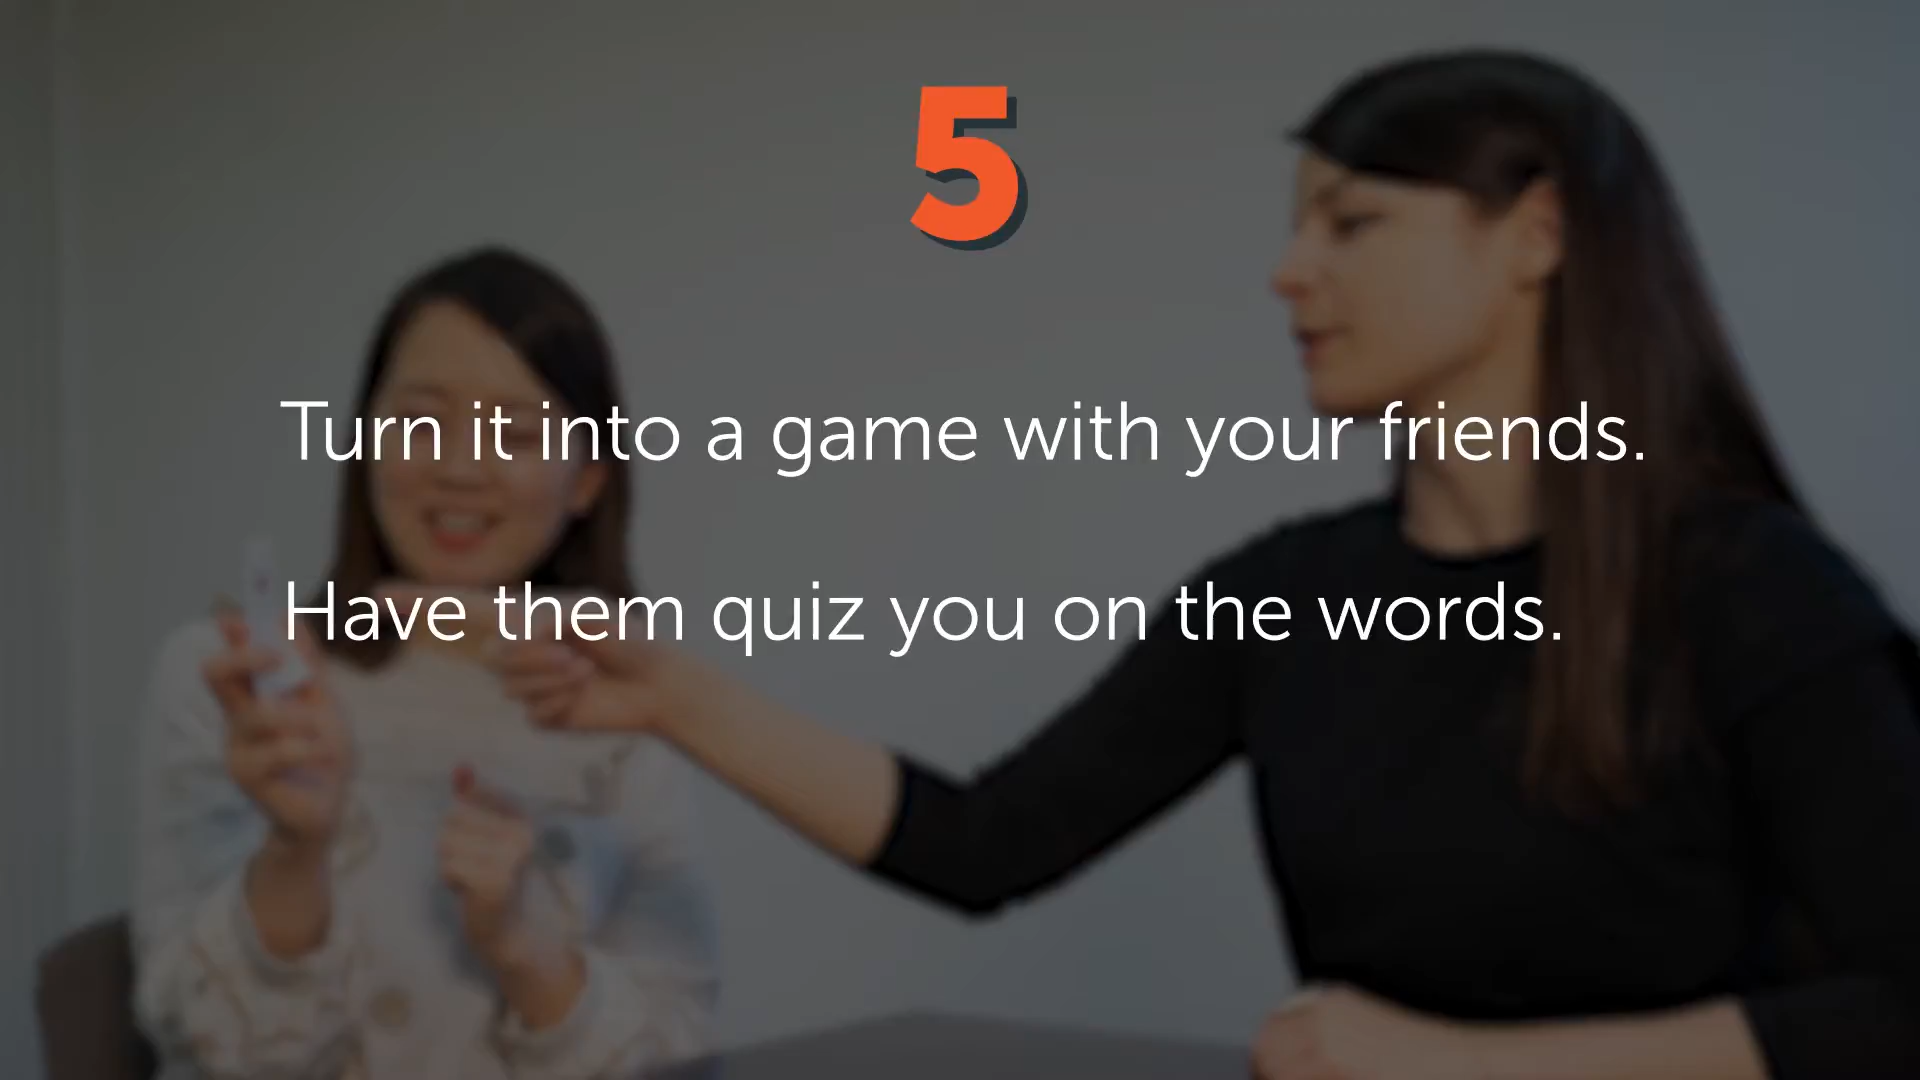 5
Turn it into a game with your friends.
Have them quiz you on the words.